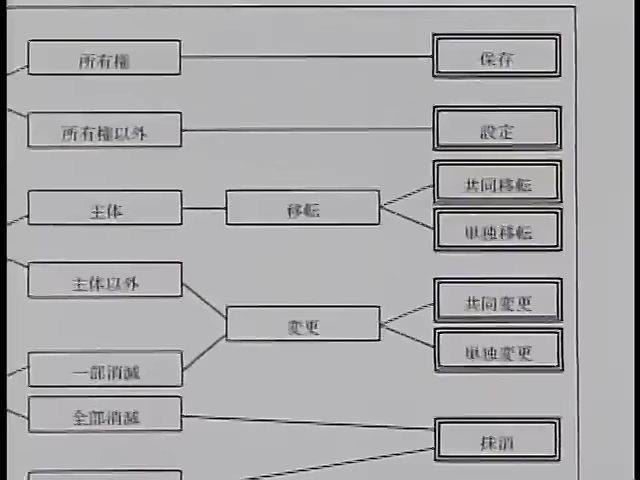 所有権
保存
所有権以外
設定
主体
移転
共同移転
単独移転
主体以外
変更
共同変更
単独変更
一部消滅
全部消滅
抹消